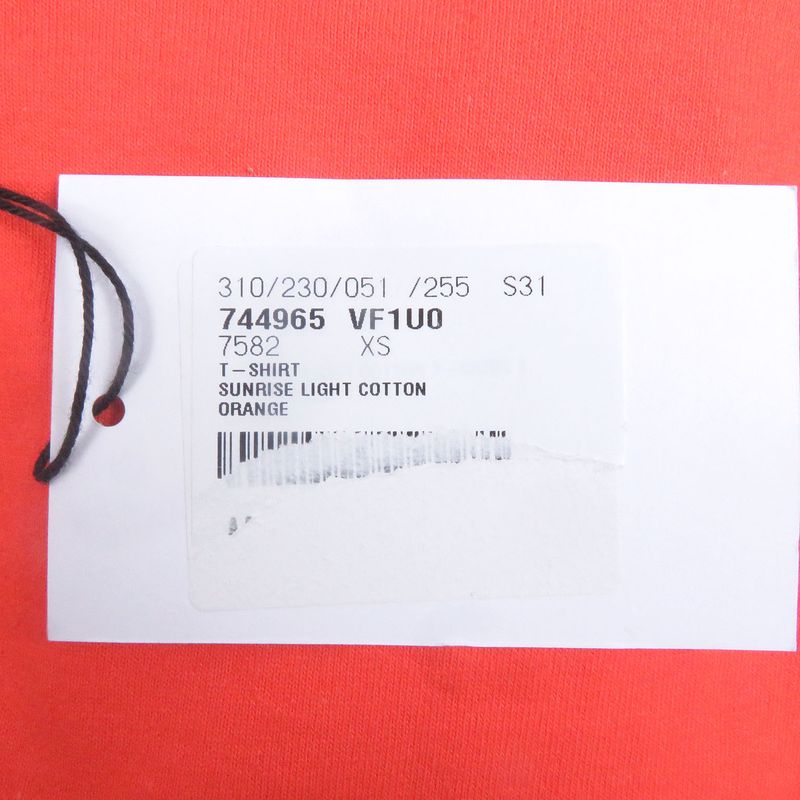 310/230/051 /255 S31
744965 VF1U0
7582 XS
T-SHIRT
SUNRISE LIGHT COTTON
ORANGE